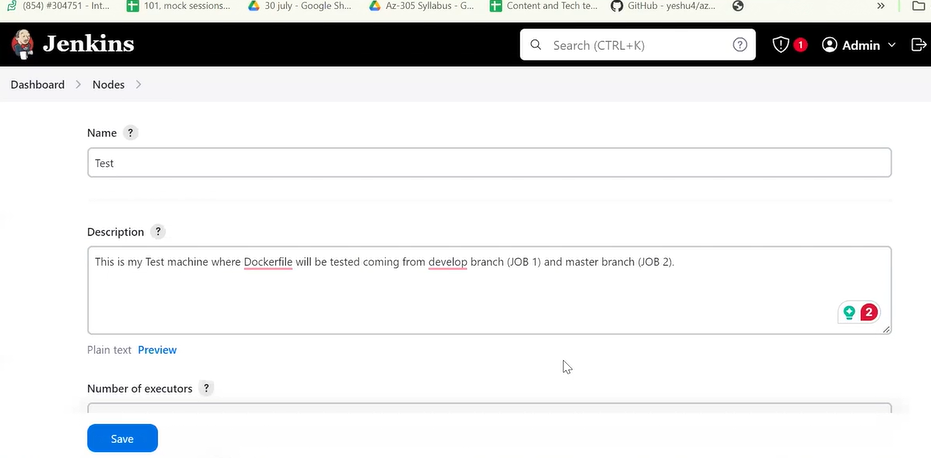 (854) #304751 - Int... 101, mock sessions... 30 july - Google Sh... Az-305 Syllabus - G... Content and Tech te... GitHub - yeshu4/az... »
Jenkins Search (CTRL+K) ? 1 Admin
Dashboard > Nodes >
Name ?
Test
Description ?
This is my Test machine where Dockerfile will be tested coming from develop branch (JOB 1) and master branch (JOB 2).
2
Plain text Preview
Number of executors ?
Save